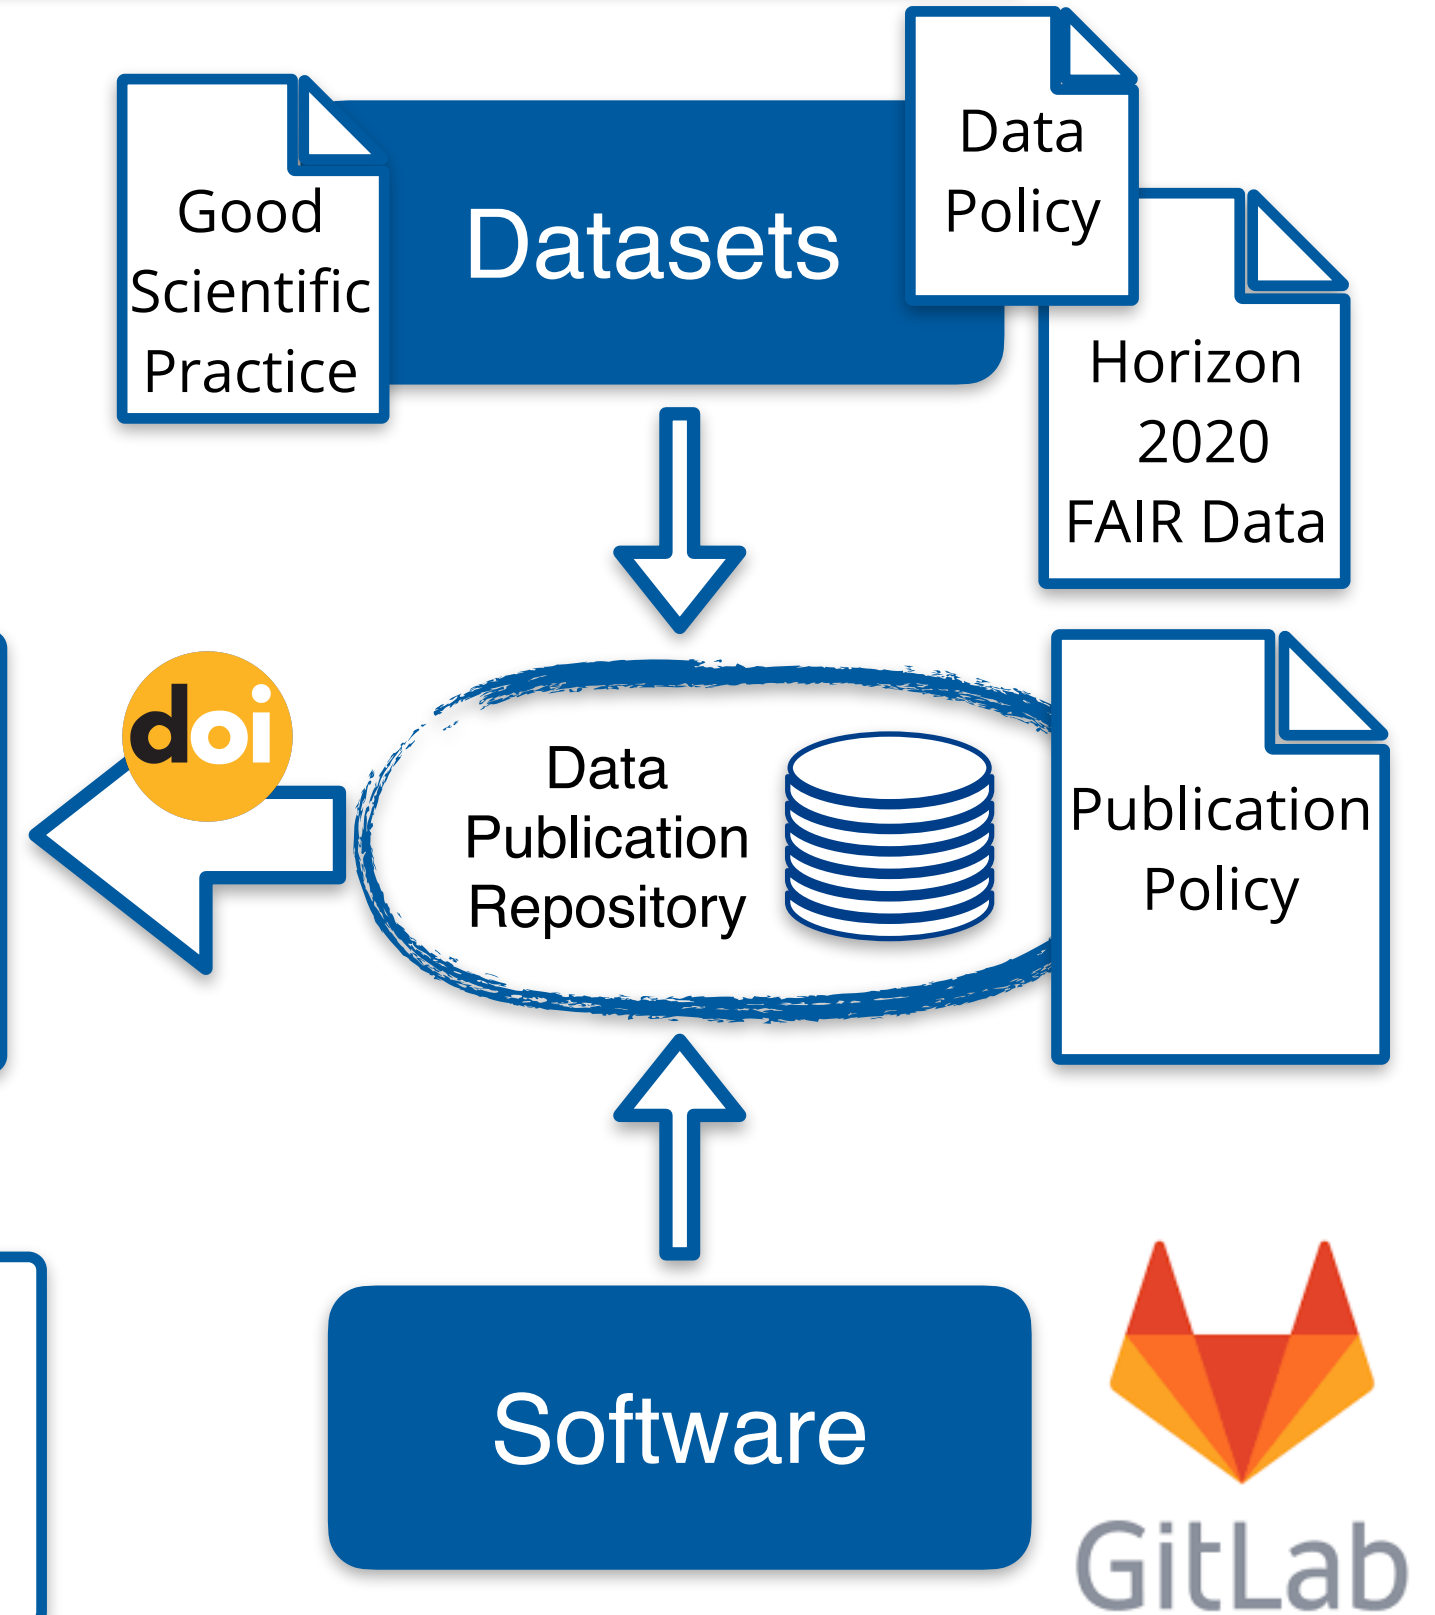 Good
Scientific
Practice
Datasets
Data
Policy
Horizon
2020
FAIR Data
doi
Data
Publication
Repository
Publication
Policy
Software
GitLab